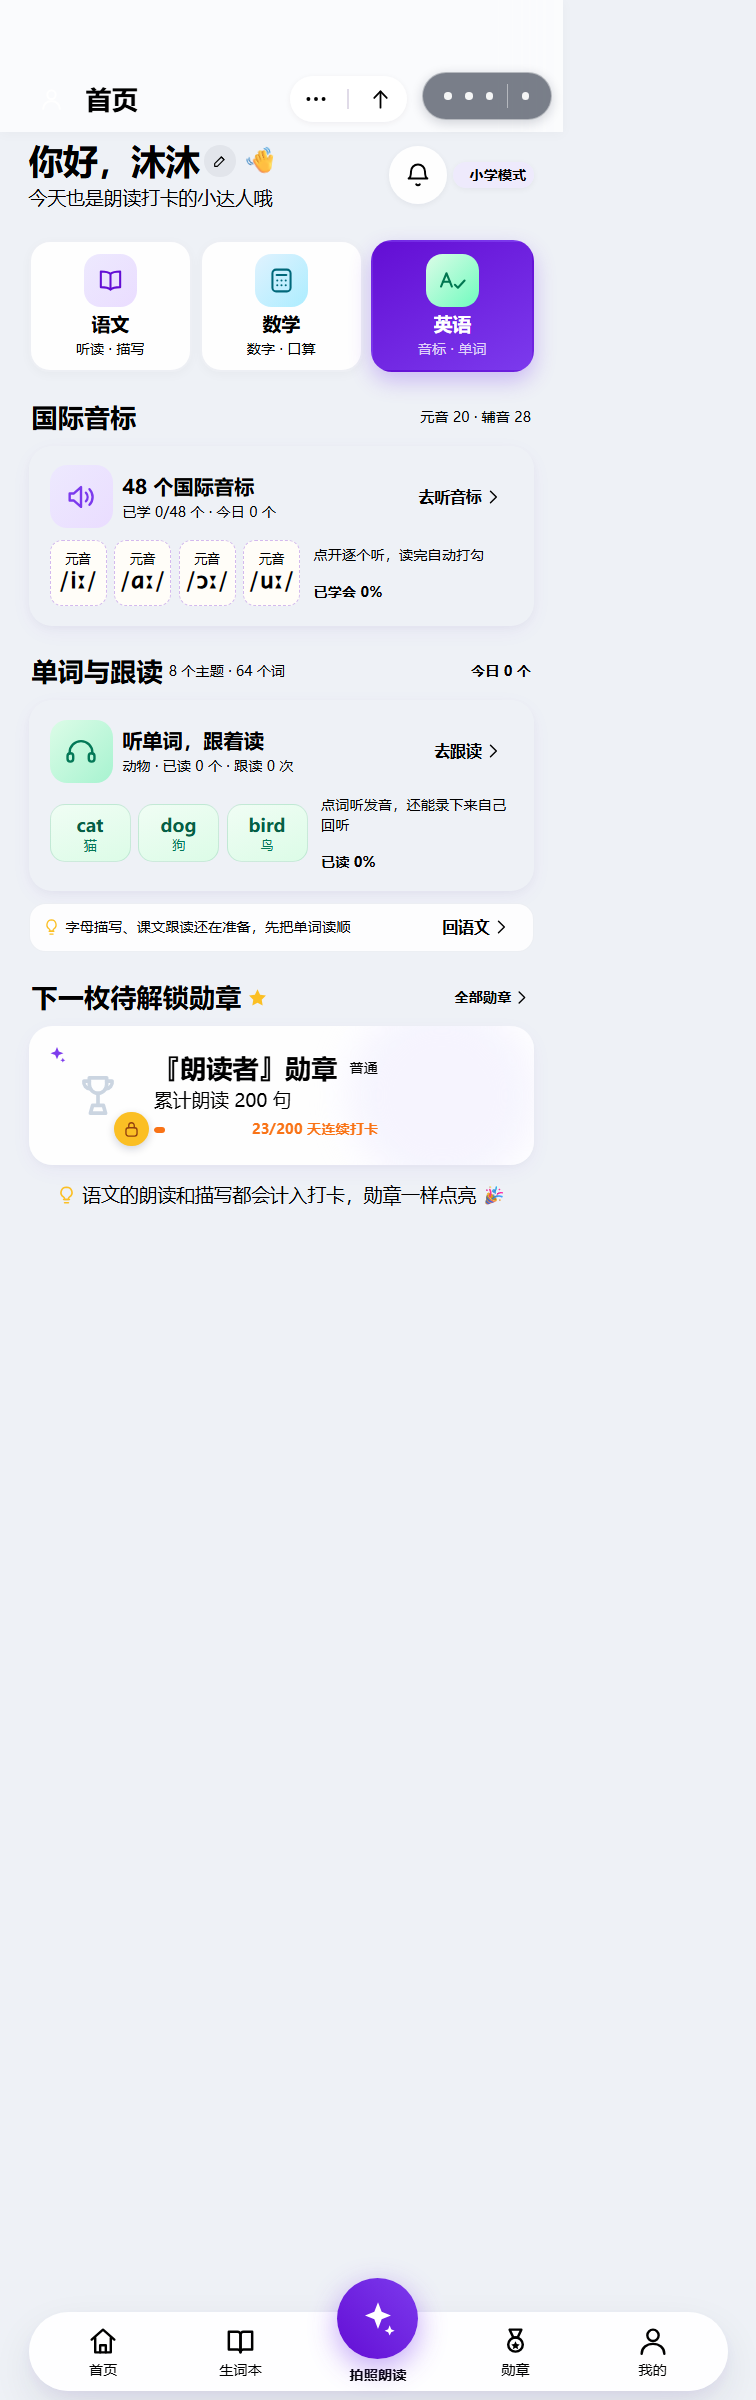 首页
你好，沐沐
今天也是朗读打卡的小达人哦
小学模式
语文
听读 · 描写
数学
数字 · 口算
英语
音标 · 单词
国际音标
元音 20 · 辅音 28
48 个国际音标
已学 0/48 个 · 今日 0 个
去听音标
元音
/iː/
元音
/ɑː/
元音
/ɔː/
元音
/uː/
点开逐个听，读完自动打勾
已学会 0%
单词与跟读 8 个主题 · 64 个词
今日 0 个
听单词，跟着读
动物 · 已读 0 个 · 跟读 0 次
去跟读
cat
猫
dog
狗
bird
鸟
点词听发音，还能录下来自己
回听
已读 0%
字母描写、课文跟读还在准备，先把单词读顺
回语文
下一枚待解锁勋章
全部勋章
『朗读者』勋章 普通
累计朗读 200 句
23/200 天连续打卡
语文的朗读和描写都会计入打卡，勋章一样点亮 🎉
首页
生词本
拍照朗读
勋章
我的